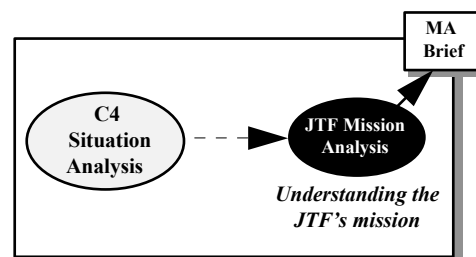 MA
Brief
C4
Situation
Analysis
JTF Mission
Analysis
Understanding the
JTF's mission